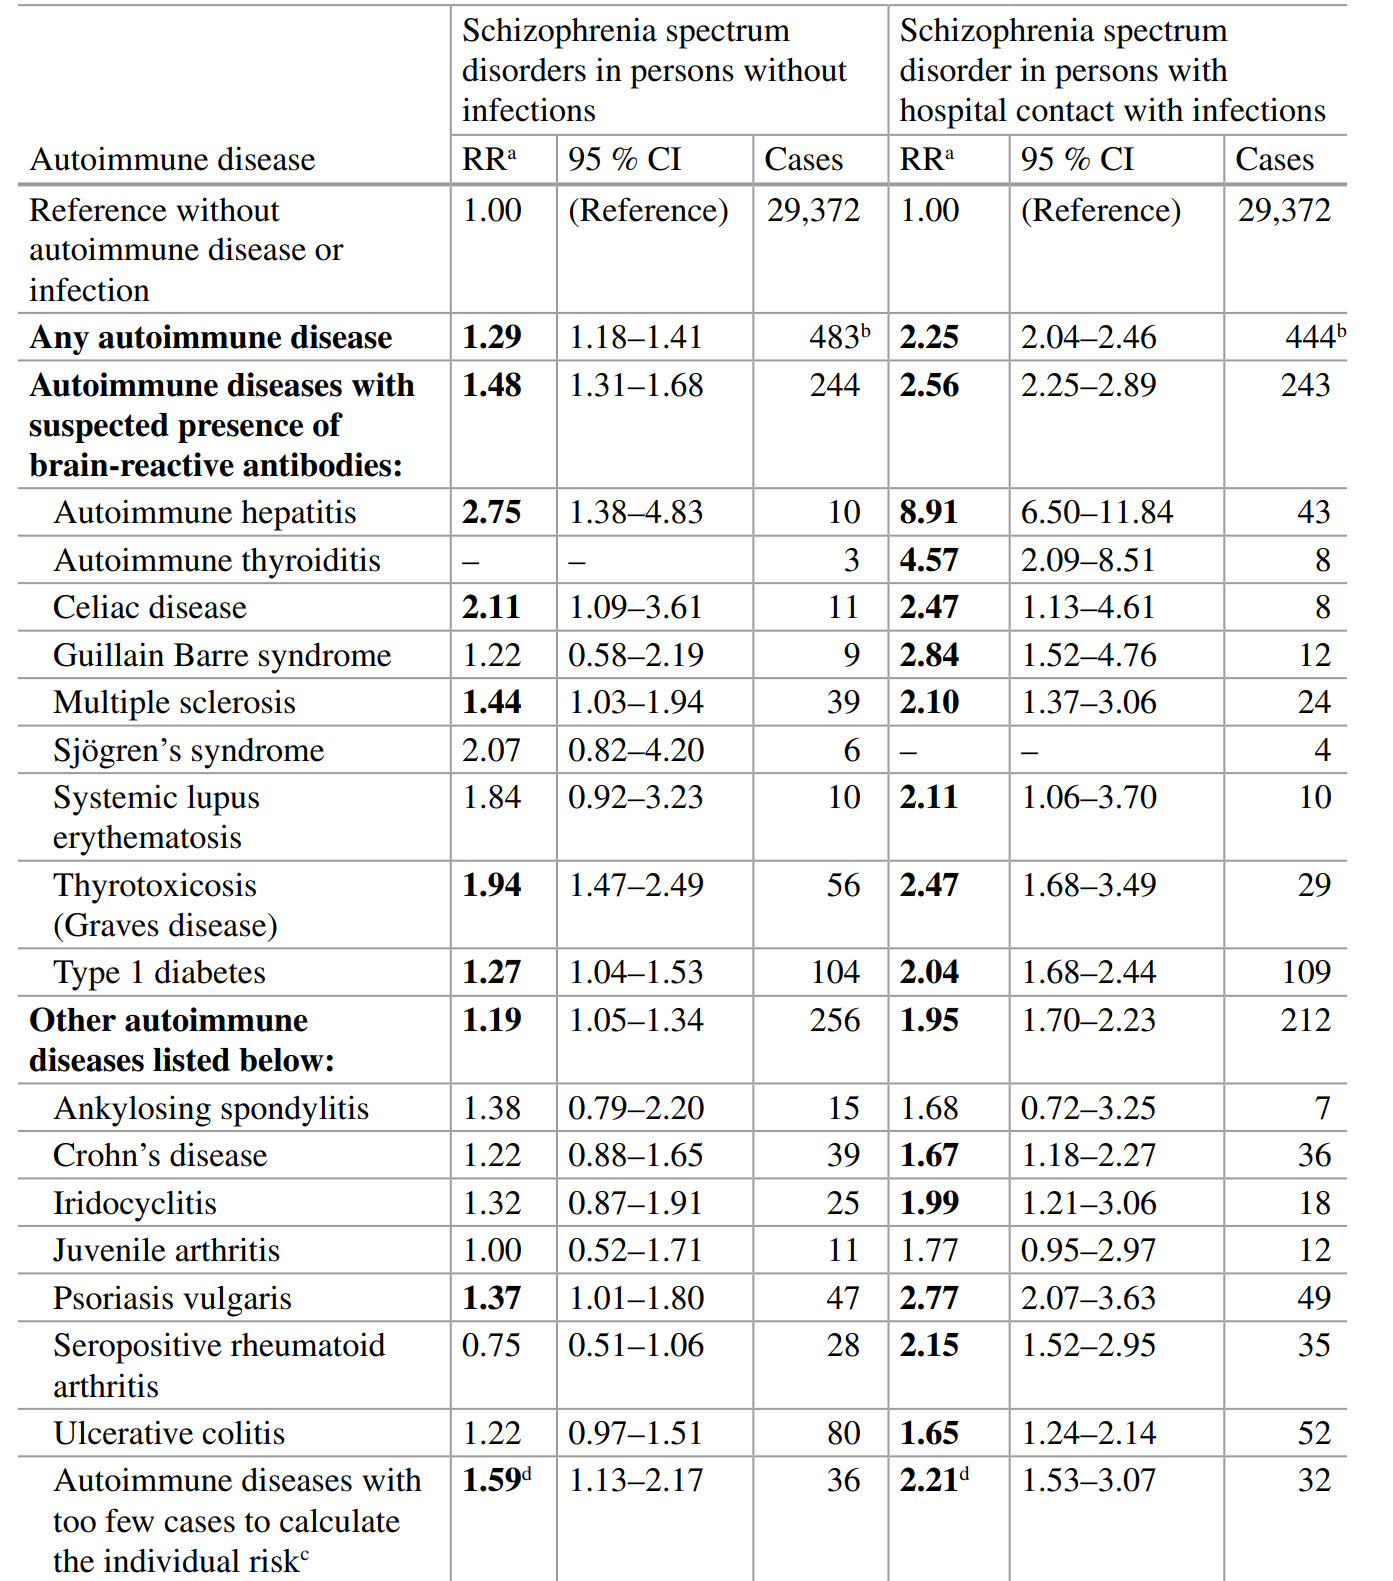 Schizophrenia spectrum disorders in persons without infections
Schizophrenia spectrum disorder in persons with hospital contact with infections
Autoimmune disease RRᵃ 95 % CI Cases RRᵃ 95 % CI Cases
Reference without autoimmune disease or infection 1.00 (Reference) 29,372 1.00 (Reference) 29,372
Any autoimmune disease 1.29 1.18–1.41 483ᵇ 2.25 2.04–2.46 444ᵇ
Autoimmune diseases with suspected presence of brain-reactive antibodies: 1.48 1.31–1.68 244 2.56 2.25–2.89 243
Autoimmune hepatitis 2.75 1.38–4.83 10 8.91 6.50–11.84 43
Autoimmune thyroiditis – – 3 4.57 2.09–8.51 8
Celiac disease 2.11 1.09–3.61 11 2.47 1.13–4.61 8
Guillain Barre syndrome 1.22 0.58–2.19 9 2.84 1.52–4.76 12
Multiple sclerosis 1.44 1.03–1.94 39 2.10 1.37–3.06 24
Sjögren’s syndrome 2.07 0.82–4.20 6 – – 4
Systemic lupus erythematosis 1.84 0.92–3.23 10 2.11 1.06–3.70 10
Thyrotoxicosis (Graves disease) 1.94 1.47–2.49 56 2.47 1.68–3.49 29
Type 1 diabetes 1.27 1.04–1.53 104 2.04 1.68–2.44 109
Other autoimmune diseases listed below: 1.19 1.05–1.34 256 1.95 1.70–2.23 212
Ankylosing spondylitis 1.38 0.79–2.20 15 1.68 0.72–3.25 7
Crohn’s disease 1.22 0.88–1.65 39 1.67 1.18–2.27 36
Iridocyclitis 1.32 0.87–1.91 25 1.99 1.21–3.06 18
Juvenile arthritis 1.00 0.52–1.71 11 1.77 0.95–2.97 12
Psoriasis vulgaris 1.37 1.01–1.80 47 2.77 2.07–3.63 49
Seropositive rheumatoid arthritis 0.75 0.51–1.06 28 2.15 1.52–2.95 35
Ulcerative colitis 1.22 0.97–1.51 80 1.65 1.24–2.14 52
Autoimmune diseases with too few cases to calculate the individual riskᶜ 1.59ᵈ 1.13–2.17 36 2.21ᵈ 1.53–3.07 32